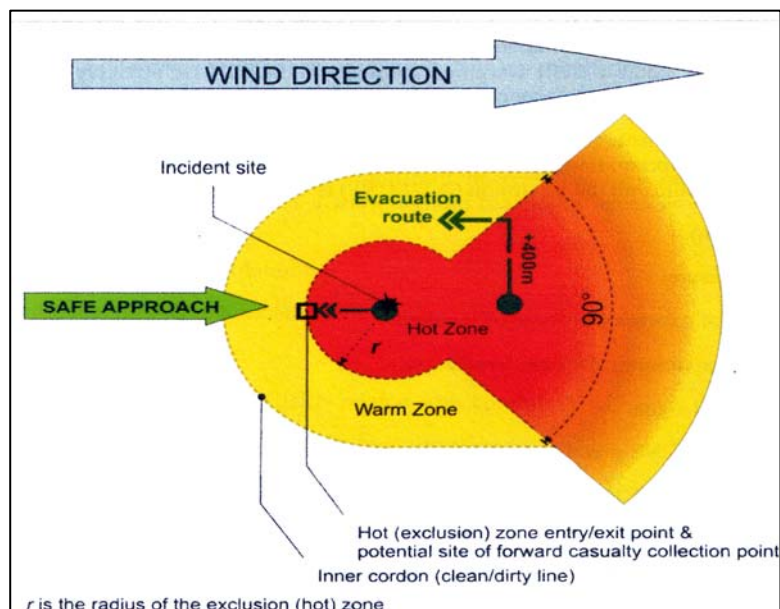 WIND DIRECTION
Incident site
Evacuation
route
+400m
SAFE APPROACH
Hot Zone
90°
r
Warm Zone
Hot (exclusion) zone entry/exit point &
potential site of forward casualty collection point
Inner cordon (clean/dirty line)
r is the radius of the exclusion (hot) zone